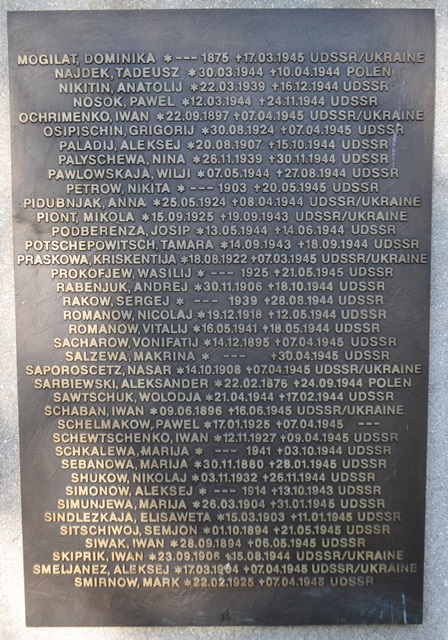 MOGILAT, DOMINIKA * --- 1875 +17.03.1945 UDSSR/UKRAINE
NAJDEK, TADEUSZ *30.03.1944 +10.04.1944 POLEN
NIKITIN, ANATOLIJ *22.03.1939 +16.12.1944 UDSSR
NOSOK, PAWEL *12.03.1944 +24.11.1944 UDSSR
OCHRIMENKO, IWAN *22.09.1897 +07.04.1945 UDSSR/UKRAINE
OSIPISCHIN, GRIGORIJ *30.08.1924 +07.04.1945 UDSSR
PALADIJ, ALEKSEJ *20.08.1907 +15.10.1944 UDSSR
PALYSCHEWA, NINA *26.11.1939 +30.11.1944 UDSSR
PAWLOWSKAJA, WILJI *07.05.1944 +27.08.1944 UDSSR
PETROW, NIKITA * --- 1903 +20.05.1945 UDSSR
PIDUBNJAK, ANNA *25.05.1924 +08.04.1944 UDSSR/UKRAINE
PIONT, MIKOLA *15.09.1925 +19.09.1943 UDSSR/UKRAINE
PODBERENZA, JOSIP *13.05.1944 +14.06.1944 UDSSR
POTSCHEPOWITSCH, TAMARA *14.09.1943 +18.09.1944 UDSSR
PRASKOWA, KRISKENTIJA *18.08.1922 +07.03.1945 UDSSR/UKRAINE
PROKOFJEW, WASILIJ * --- 1925 +21.05.1945 UDSSR
RABENJUK, ANDREJ *30.11.1906 +18.10.1944 UDSSR
RAKOW, SERGEJ * --- 1939 +28.08.1944 UDSSR
ROMANOW, NICOLAJ *19.12.1918 +12.05.1944 UDSSR
ROMANOW, VITALIJ *16.05.1941 +18.05.1944 UDSSR
SACHAROW, VONIFATIJ *14.12.1895 +07.04.1945 UDSSR
SALZEWA, MAKRINA * --- +30.04.1945 UDSSR
SAPOROSCETZ, NASAR *14.10.1908 +07.04.1945 UDSSR/UKRAINE
SARBIEWSKI, ALEKSANDER *22.02.1876 +24.09.1944 POLEN
SAWTSCHUK, WOLODJA *21.04.1944 +17.02.1944 UDSSR
SCHABAN, IWAN *09.06.1896 +16.06.1945 UDSSR/UKRAINE
SCHELMAKOW, PAWEL *17.01.1925 +07.04.1945 ---
SCHEWTSCHENKO, IWAN *12.11.1927 +09.04.1945 UDSSR
SCHKALEWA, MARIJA * --- 1941 +03.10.1944 UDSSR
SEBANOWA, MARIJA *30.11.1880 +28.01.1945 UDSSR
SHUKOW, NIKOLAJ *03.11.1932 +26.11.1944 UDSSR
SIMONOW, ALEKSEJ * --- 1914 +13.10.1943 UDSSR
SIMUNJEWA, MARIJA *26.03.1904 +31.01.1945 UDSSR
SINDLEZKAJA, ELISAWETA *15.03.1903 +11.01.1945 UDSSR
SITSCHIWOJ, SEMJON *01.10.1894 +21.05.1945 UDSSR
SIWAK, IWAN *28.09.1894 +06.05.1945 UDSSR
SKIPRIK, IWAN *23.09.1906 +15.08.1944 UDSSR/UKRAINE
SMELJANEZ, ALEKSEJ *17.03.1904 +07.04.1945 UDSSR/UKRAINE
SMIRNOW, MARK *22.02.1925 +07.04.1945 UDSSR